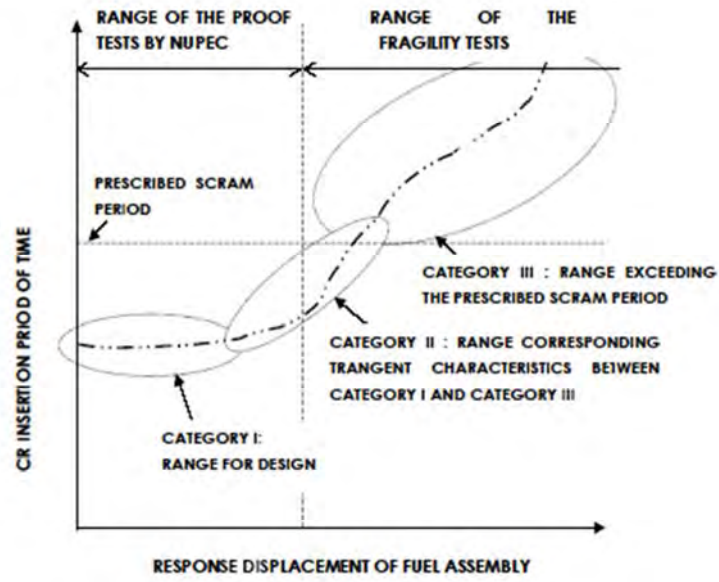 RANGE OF THE PROOF
TESTS BY NUPEC
RANGE OF THE
FRAGILITY TESTS
PRESCRIBED SCRAM
PERIOD
CR INSERTION PRIOD OF TIME
CATEGORY III : RANGE EXCEEDING
THE PRESCRIBED SCRAM PERIOD
CATEGORY II : RANGE CORRESPONDING
TRANGENT CHARACTERISTICS BETWEEN
CATEGORY I AND CATEGORY III
CATEGORY I:
RANGE FOR DESIGN
RESPONSE DISPLACEMENT OF FUEL ASSEMBLY